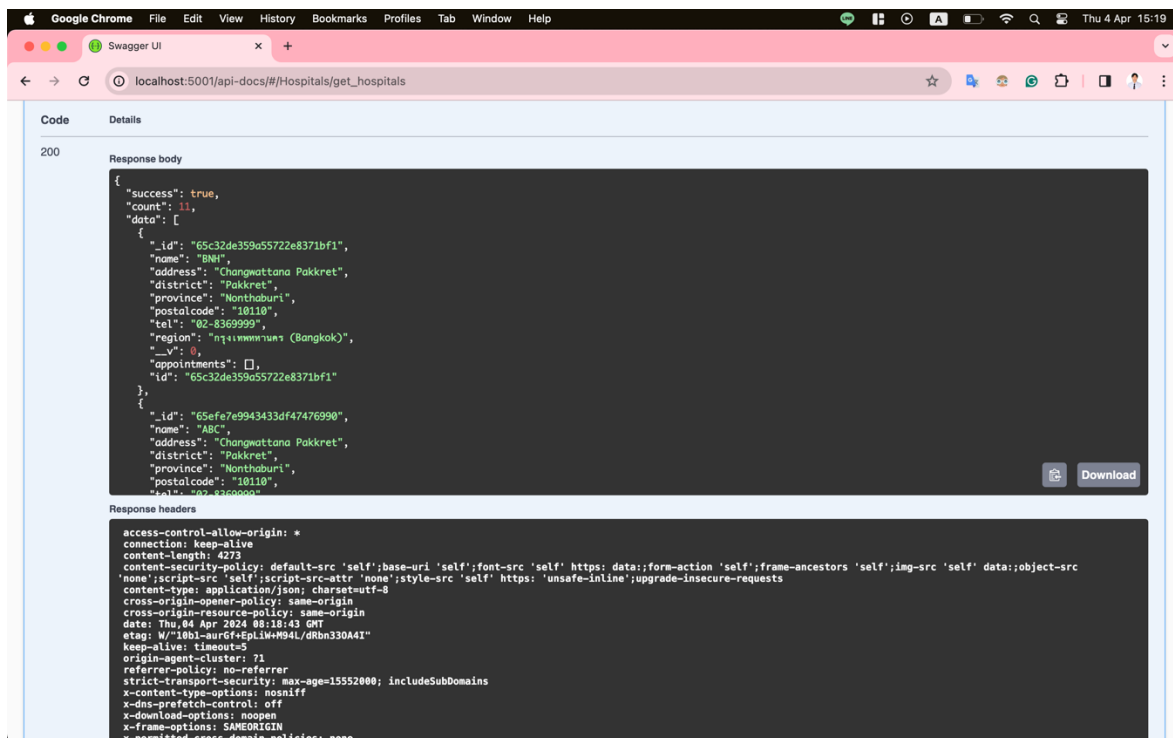 Google Chrome File Edit View History Bookmarks Profiles Tab Window Help LINE A Thu 4 Apr 15:19
Swagger UI
localhost:5001/api-docs/#/Hospitals/get_hospitals
Code Details
200
Response body
{
"success": true,
"count": 11,
"data": [
{
"_id": "65c32de359a55722e8371bf1",
"name": "BNH",
"address": "Changwattana Pakkret",
"district": "Pakkret",
"province": "Nonthaburi",
"postalcode": "10110",
"tel": "02-8369999",
"region": "กรุงเทพมหานคร (Bangkok)",
"__v": 0,
"appointments": [],
"id": "65c32de359a55722e8371bf1"
},
{
"_id": "65efe7e9943433df47476990",
"name": "ABC",
"address": "Changwattana Pakkret",
"district": "Pakkret",
"province": "Nonthaburi",
"postalcode": "10110",
"tel": "02-8369999",
Download
Response headers
access-control-allow-origin: *
connection: keep-alive
content-length: 4273
content-security-policy: default-src 'self';base-uri 'self';font-src 'self' https: data:;form-action 'self';frame-ancestors 'self';img-src 'self' data:;object-src
'none';script-src 'self';script-src-attr 'none';style-src 'self' https: 'unsafe-inline';upgrade-insecure-requests
content-type: application/json; charset=utf-8
cross-origin-opener-policy: same-origin
cross-origin-resource-policy: same-origin
date: Thu,04 Apr 2024 08:18:43 GMT
etag: W/"10b1-aurGf+EpLiW+M94L/dRbn33OA4I"
keep-alive: timeout=5
origin-agent-cluster: ?1
referrer-policy: no-referrer
strict-transport-security: max-age=15552000; includeSubDomains
x-content-type-options: nosniff
x-dns-prefetch-control: off
x-download-options: noopen
x-frame-options: SAMEORIGIN
x-permitted-cross-domain-policies: none